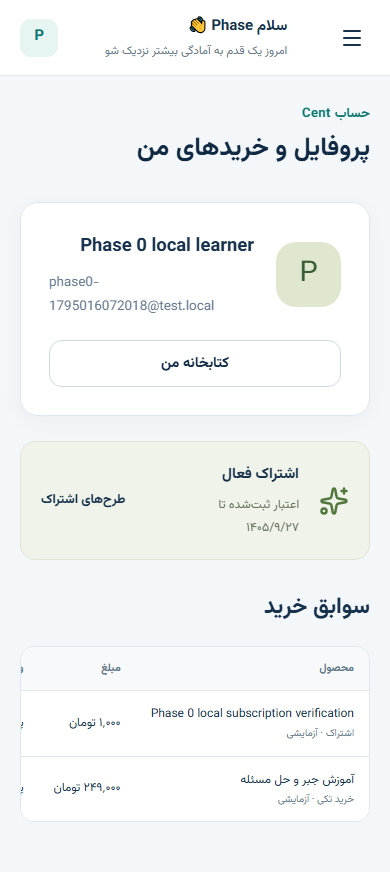 سلام Phase 👋
امروز یک قدم به آمادگی بیشتر نزدیک شو
P
حساب Cent
پروفایل و خریدهای من
P
Phase 0 local learner
phase0-
1795016072018@test.local
کتابخانه من
اشتراک فعال
اعتبار ثبت‌شده تا
۱۴۰۵/۹/۲۷
طرح‌های اشتراک
سوابق خرید
محصول مبلغ
Phase 0 local subscription verification ۱٬۰۰۰ تومان
اشتراک · آزمایشی
آموزش جبر و حل مسئله ۲۴۹٬۰۰۰ تومان
خرید تکی · آزمایشی